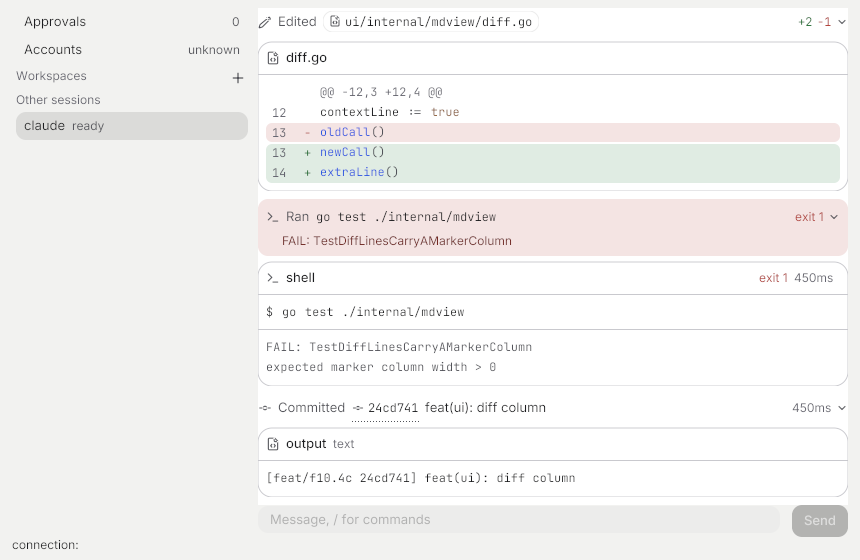 Approvals 0
Accounts unknown
Workspaces +
Other sessions
claude ready
connection:
Edited ui/internal/mdview/diff.go +2 -1
diff.go
@@ -12,3 +12,4 @@
12 contextLine := true
13 - oldCall()
13 + newCall()
14 + extraLine()
Ran go test ./internal/mdview exit 1
FAIL: TestDiffLinesCarryAMarkerColumn
shell exit 1 450ms
$ go test ./internal/mdview
FAIL: TestDiffLinesCarryAMarkerColumn
expected marker column width > 0
Committed 24cd741 feat(ui): diff column 450ms
output text
[feat/f10.4c 24cd741] feat(ui): diff column
Message, / for commands
Send